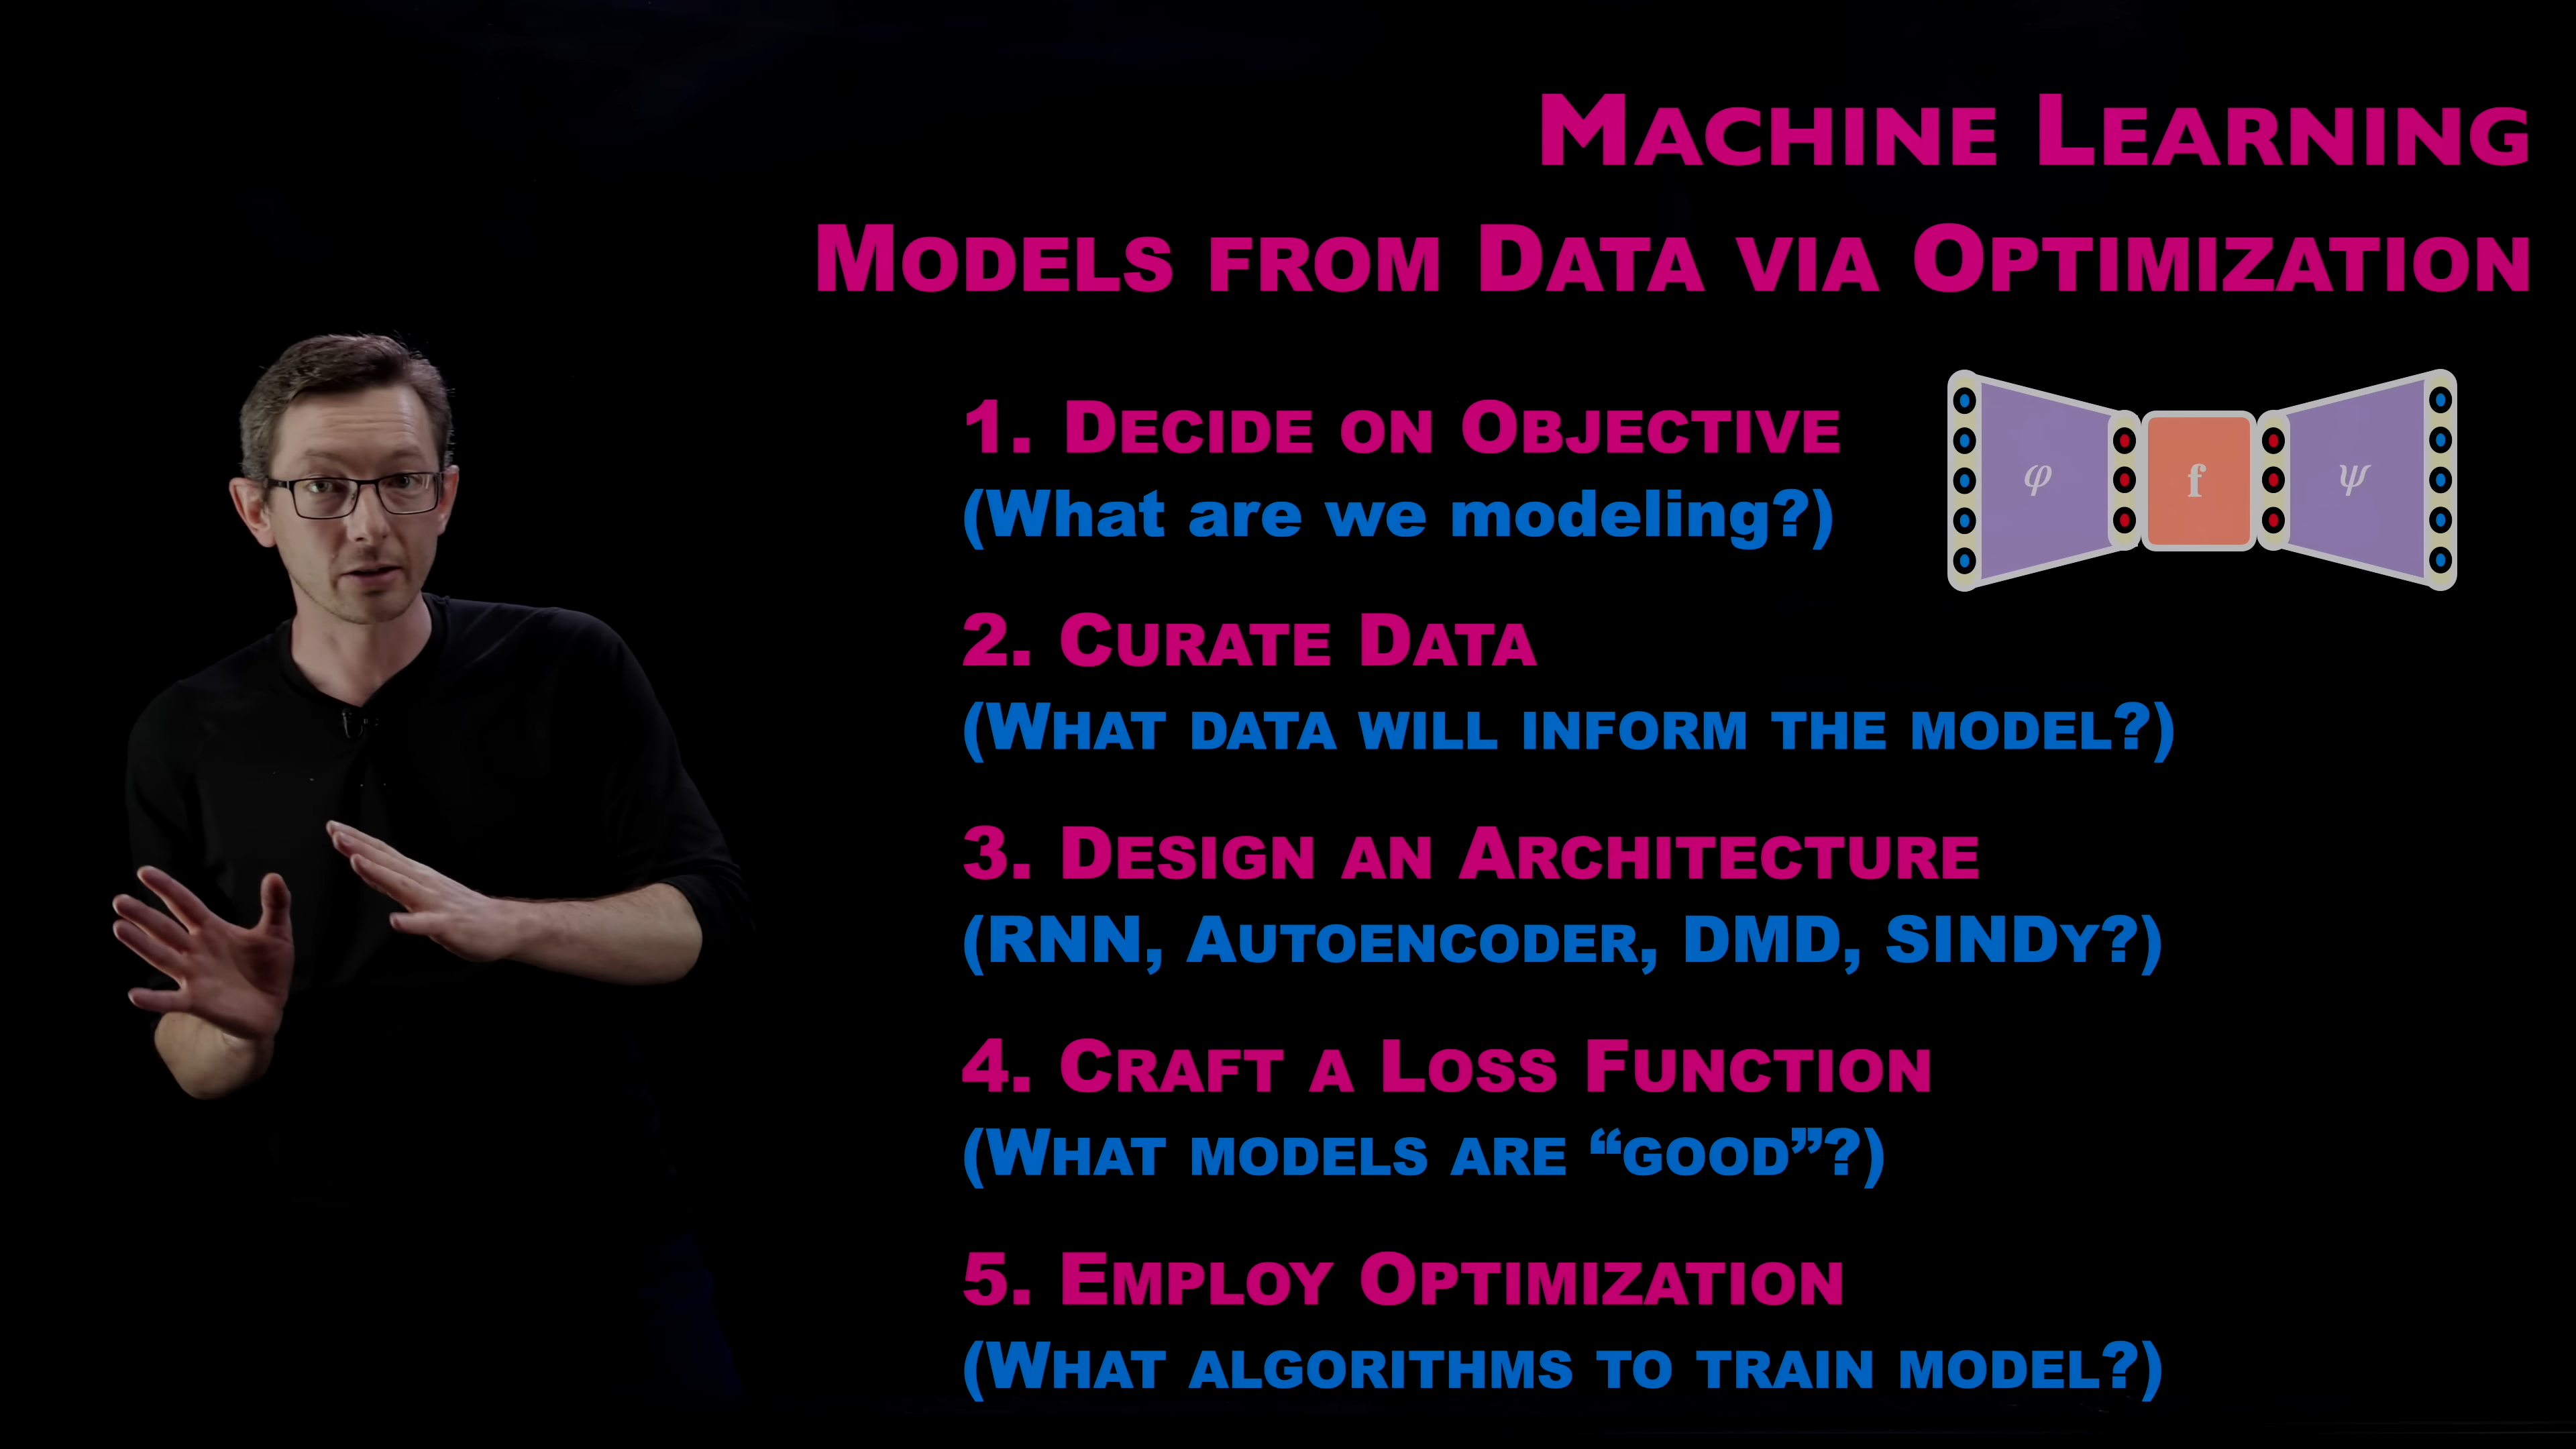 MACHINE LEARNING
MODELS FROM DATA VIA OPTIMIZATION
1. DECIDE ON OBJECTIVE
(What are we modeling?)
φ f ψ
2. CURATE DATA
(WHAT DATA WILL INFORM THE MODEL?)
3. DESIGN AN ARCHITECTURE
(RNN, AUTOENCODER, DMD, SINDY?)
4. CRAFT A LOSS FUNCTION
(WHAT MODELS ARE “GOOD”?)
5. EMPLOY OPTIMIZATION
(WHAT ALGORITHMS TO TRAIN MODEL?)